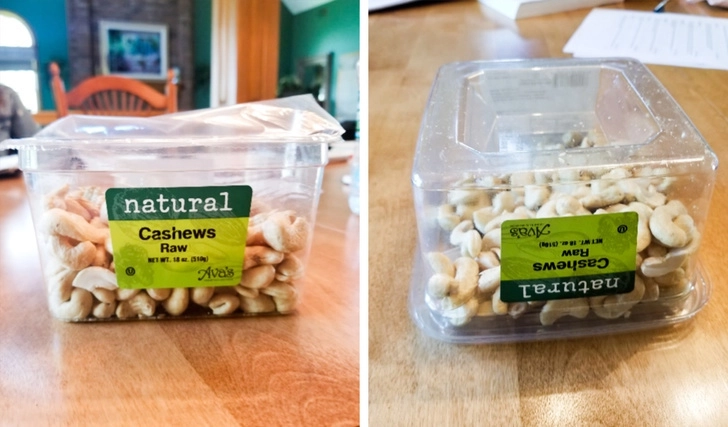 natural
Cashews
Raw
NET WT. 18 oz. (510g)
Ava's
natural
Cashews
Raw
NET WT. 18 oz. (510g)
Ava's